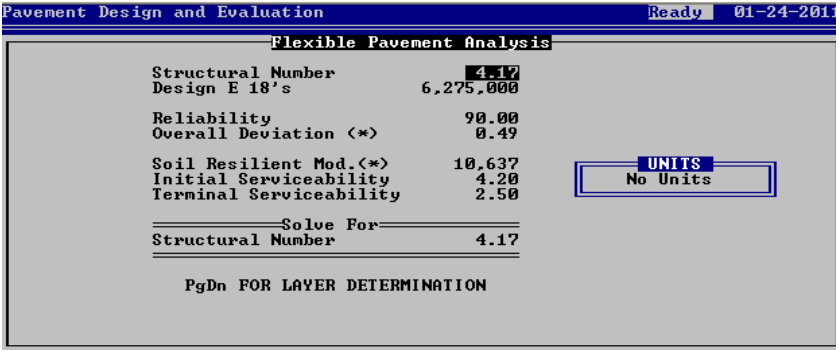 Pavement Design and Evaluation Ready 01-24-2011
Flexible Pavement Analysis
Structural Number 4.17
Design E 18's 6,275,000
Reliability 90.00
Overall Deviation (*) 0.49
Soil Resilient Mod.(*) 10,637
Initial Serviceability 4.20
Terminal Serviceability 2.50
UNITS
No Units
Solve For
Structural Number 4.17
PgDn FOR LAYER DETERMINATION